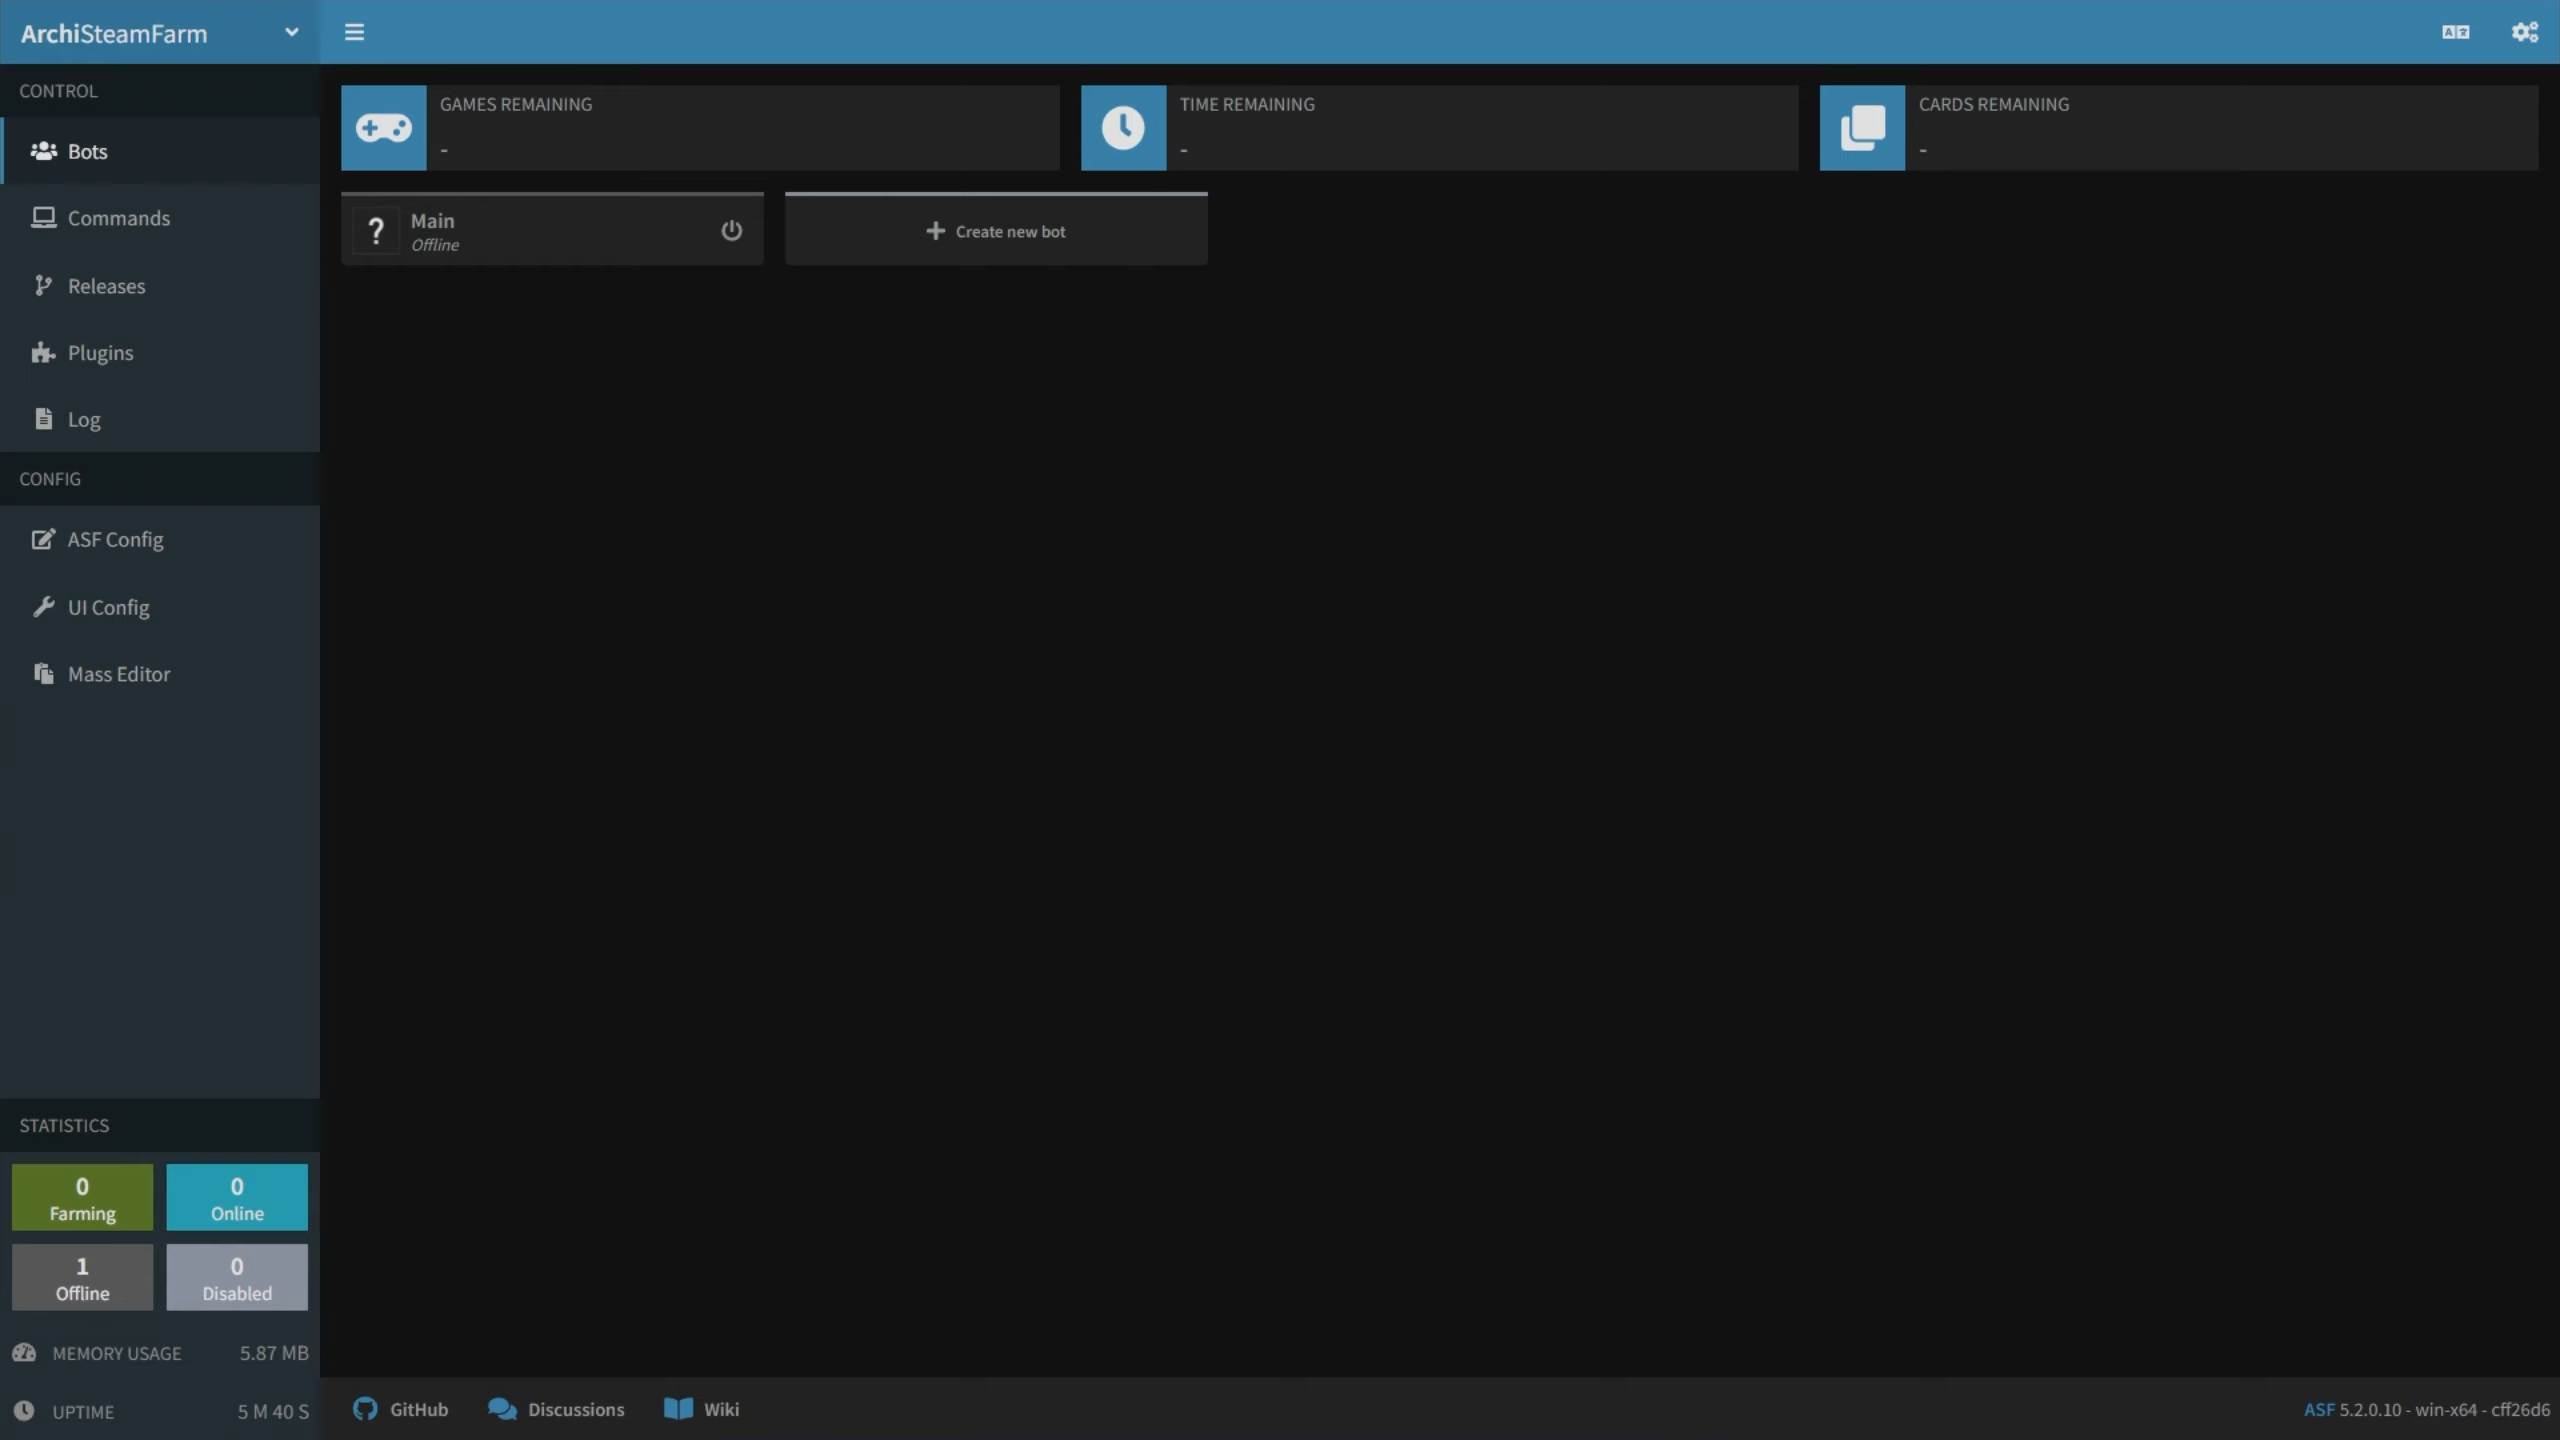 ArchiSteamFarm
CONTROL
Bots
Commands
Releases
Plugins
Log
CONFIG
ASF Config
UI Config
Mass Editor
STATISTICS
0
Farming
0
Online
1
Offline
0
Disabled
MEMORY USAGE 5.87 MB
UPTIME 5 M 40 S
GAMES REMAINING
-
TIME REMAINING
-
CARDS REMAINING
-
?
Main
Offline
Create new bot
GitHub
Discussions
Wiki
ASF 5.2.0.10 - win-x64 - cff26d6